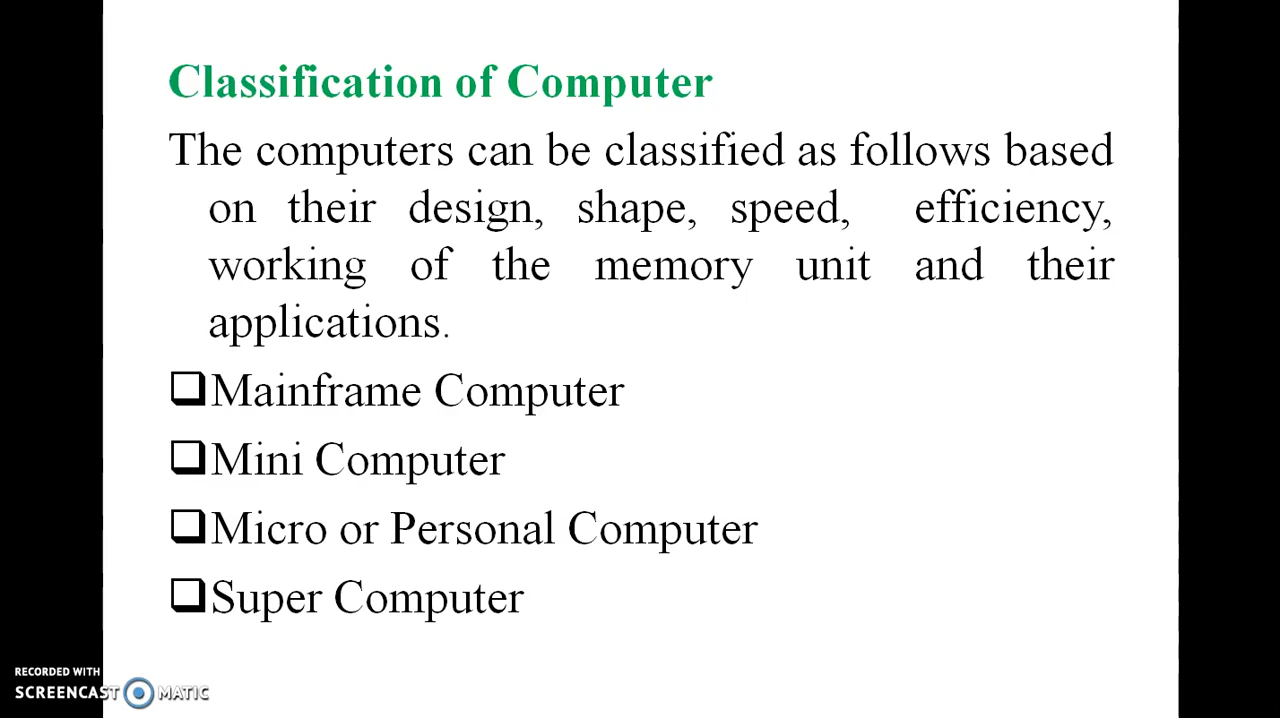 Classification of Computer
The computers can be classified as follows based
on their design, shape, speed, efficiency,
working of the memory unit and their
applications.
❑Mainframe Computer
❑Mini Computer
❑Micro or Personal Computer
❑Super Computer
RECORDED WITH
SCREENCAST MATIC